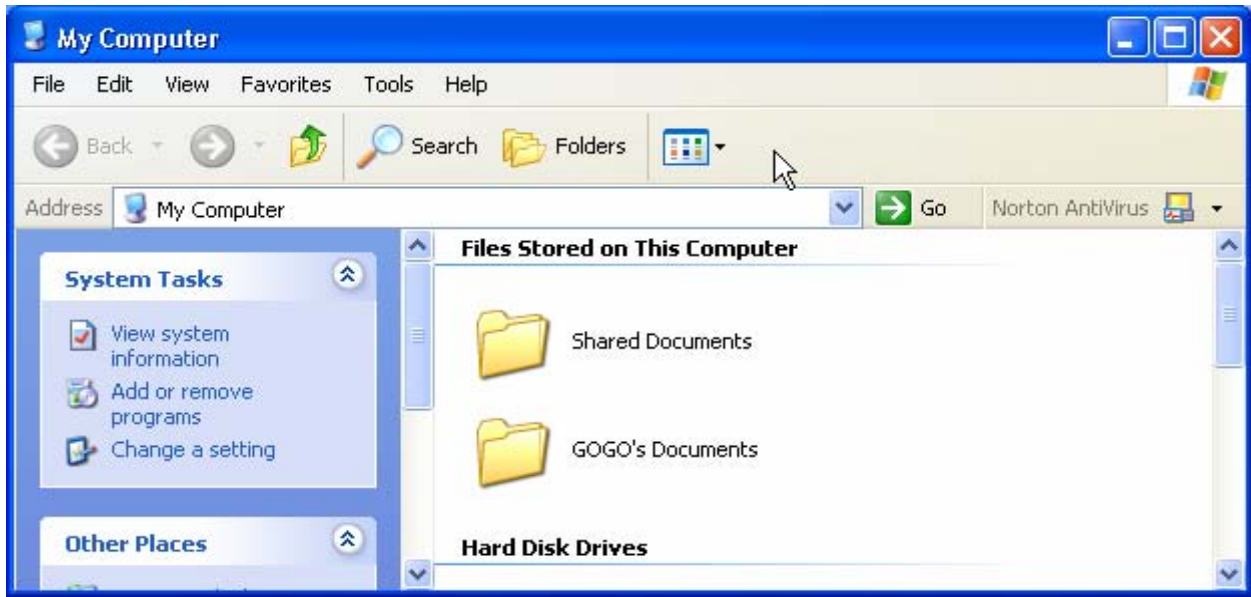 My Computer
File Edit View Favorites Tools Help
Back Search Folders
Address My Computer Go Norton AntiVirus
System Tasks
View system
information
Add or remove
programs
Change a setting
Other Places
Files Stored on This Computer
Shared Documents
GOGO's Documents
Hard Disk Drives